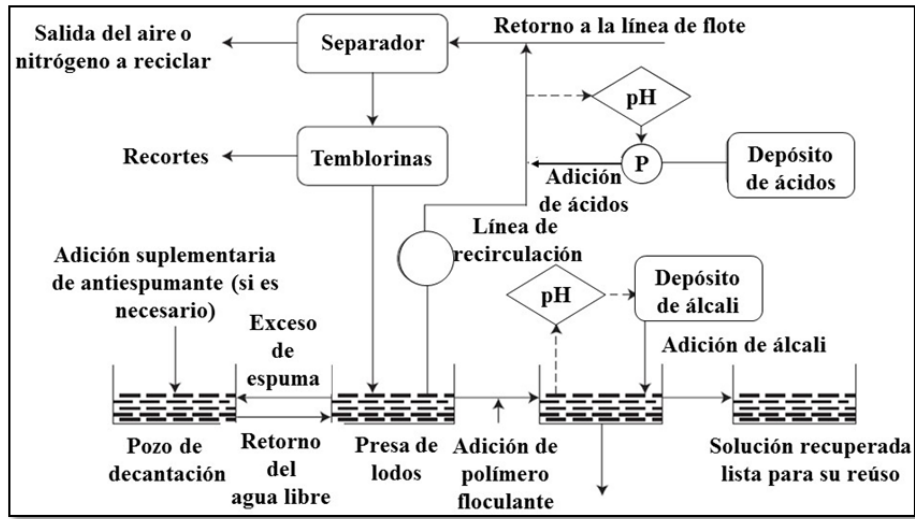 Salida del aire o
nitrógeno a reciclar
Separador
Retorno a la línea de flote
pH
Recortes
Temblorinas
P
Depósito
de ácidos
Adición
de ácidos
Línea de
recirculación
Adición suplementaria
de antiespumante (si es
necesario)
pH
Depósito
de álcali
Exceso
de
espuma
Adición de álcali
Pozo de
decantación
Retorno
del
agua libre
Presa de
lodos
Adición de
polímero
floculante
Solución recuperada
lista para su reúso